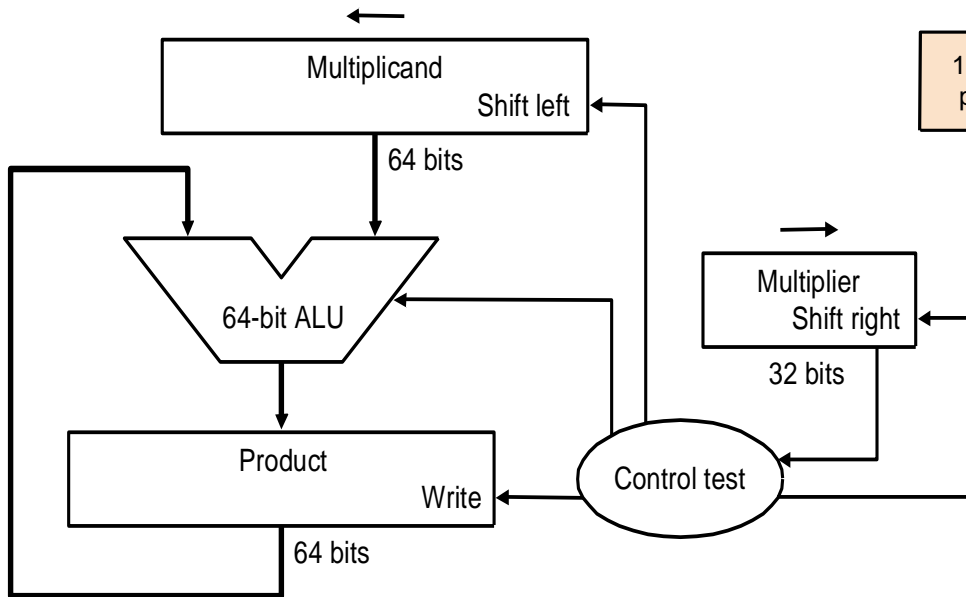 Multiplicand
Shift left
64 bits
1
p
Multiplier
Shift right
64-bit ALU
32 bits
Product
Control test
Write
64 bits